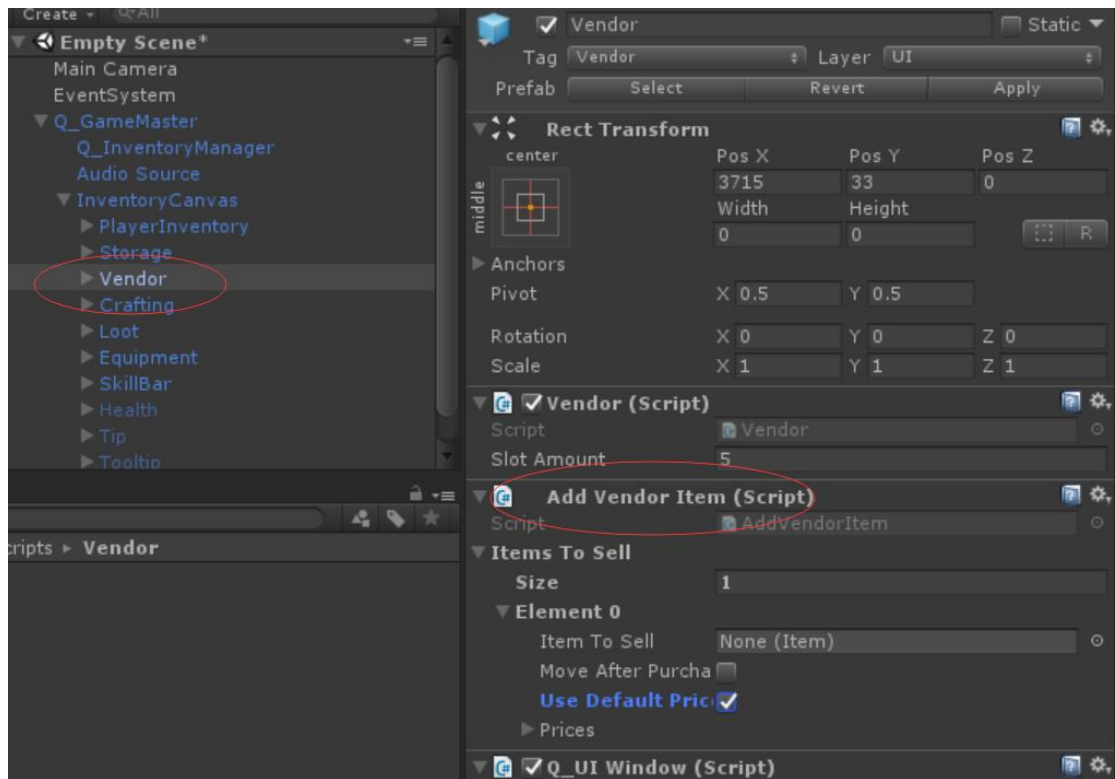 Create
All
Empty Scene*
Main Camera
EventSystem
Q_GameMaster
Q_InventoryManager
Audio Source
InventoryCanvas
PlayerInventory
Storage
Vendor
Crafting
Loot
Equipment
SkillBar
Health
Tip
Tooltip
cripts ▸ Vendor
Vendor
Static
Tag Vendor Layer UI
Prefab Select Revert Apply
Rect Transform
center
middle
Pos X Pos Y Pos Z
3715 33 0
Width Height
0 0
R
Anchors
Pivot X 0.5 Y 0.5
Rotation X 0 Y 0 Z 0
Scale X 1 Y 1 Z 1
Vendor (Script)
Script Vendor
Slot Amount 5
Add Vendor Item (Script)
Script AddVendorItem
Items To Sell
Size 1
Element 0
Item To Sell None (Item)
Move After Purcha
Use Default Pric
Prices
Q_UI Window (Script)